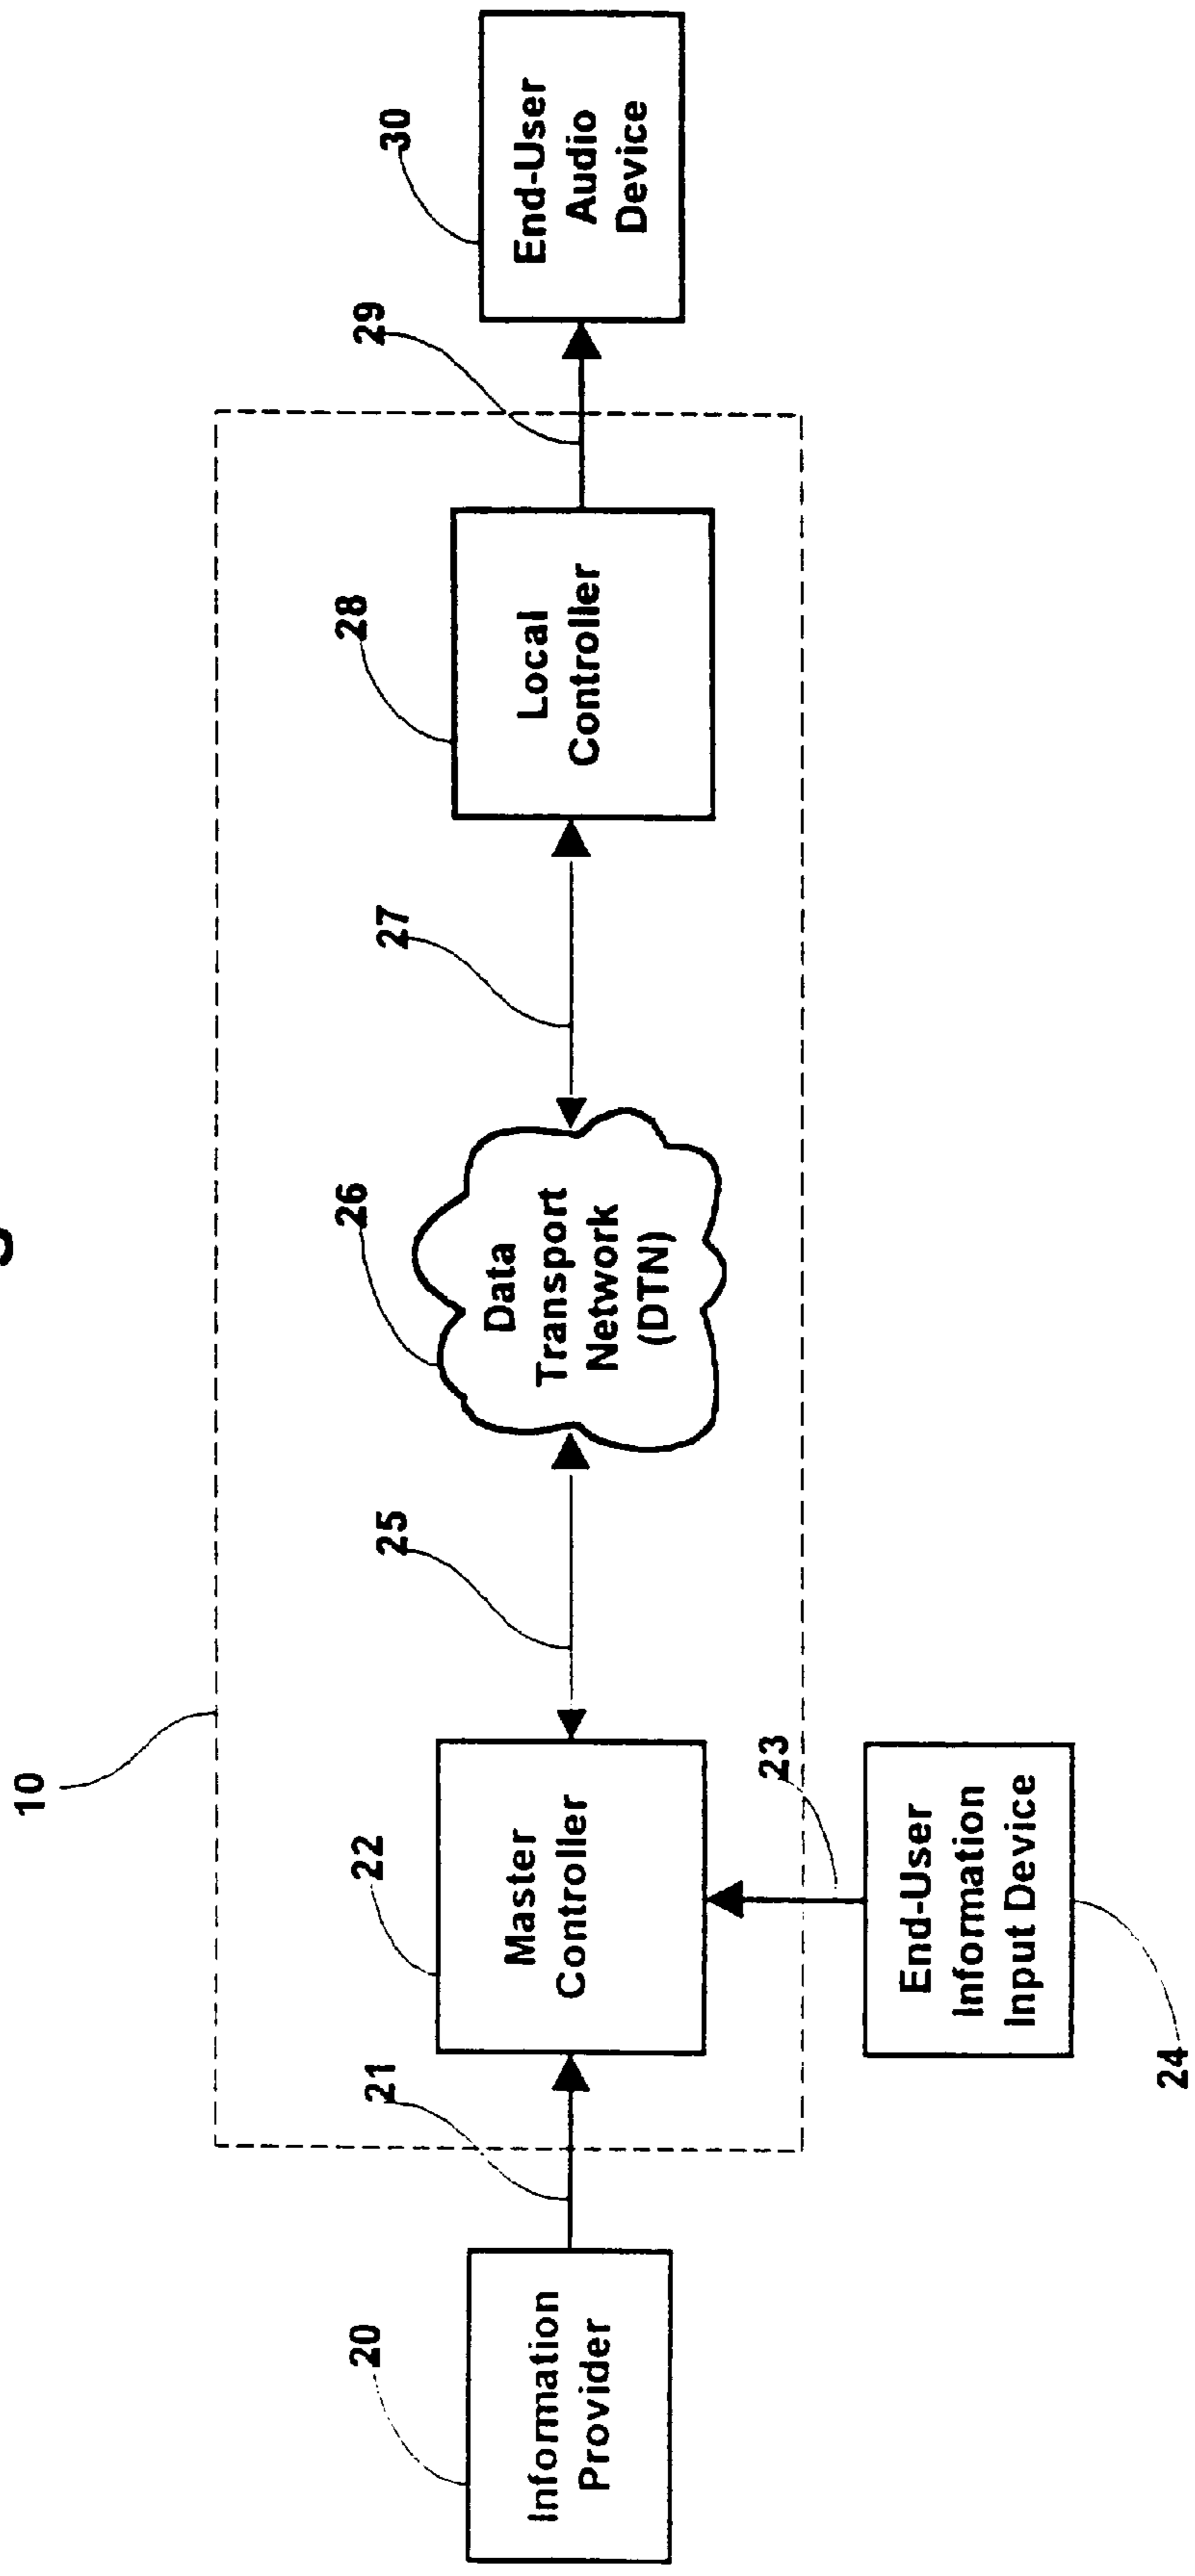 10
20
Information
Provider
21
22
Master
Controller
23
End-User
Information
Input Device
24
25
26
Data
Transport
Network
(DTN)
27
28
Local
Controller
29
30
End-User
Audio
Device